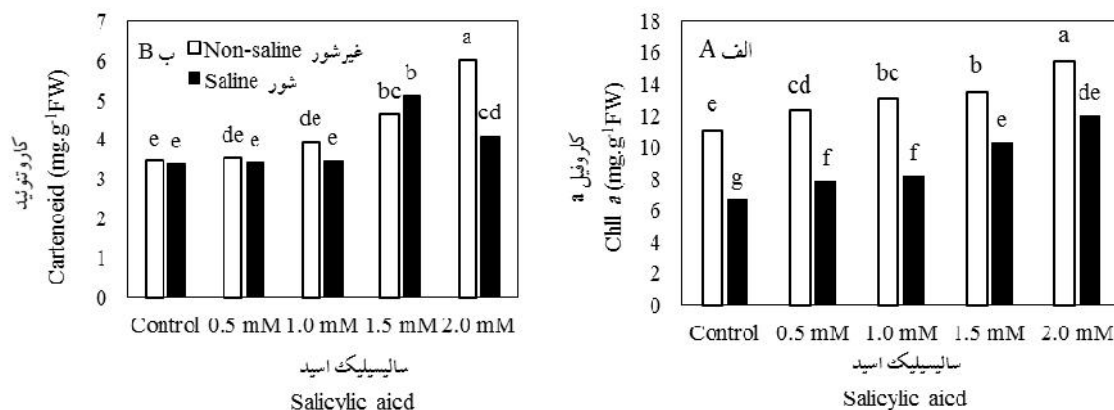 ب B
Non-saline غیرشور
Saline شور
کاروتنوئید
Cartenoeid (mg.g-1FW)
7
6
5
4
3
2
1
0
e e de e de e bc b a cd
Control 0.5 mM 1.0 mM 1.5 mM 2.0 mM
سالیسیلیک اسید
Salicylic aicd
الف A
کلروفیل a
Chll a (mg.g-1FW)
18
16
14
12
10
8
6
4
2
0
e g cd f bc f b e a de
Control 0.5 mM 1.0 mM 1.5 mM 2.0 mM
سالیسیلیک اسید
Salicylic aicd